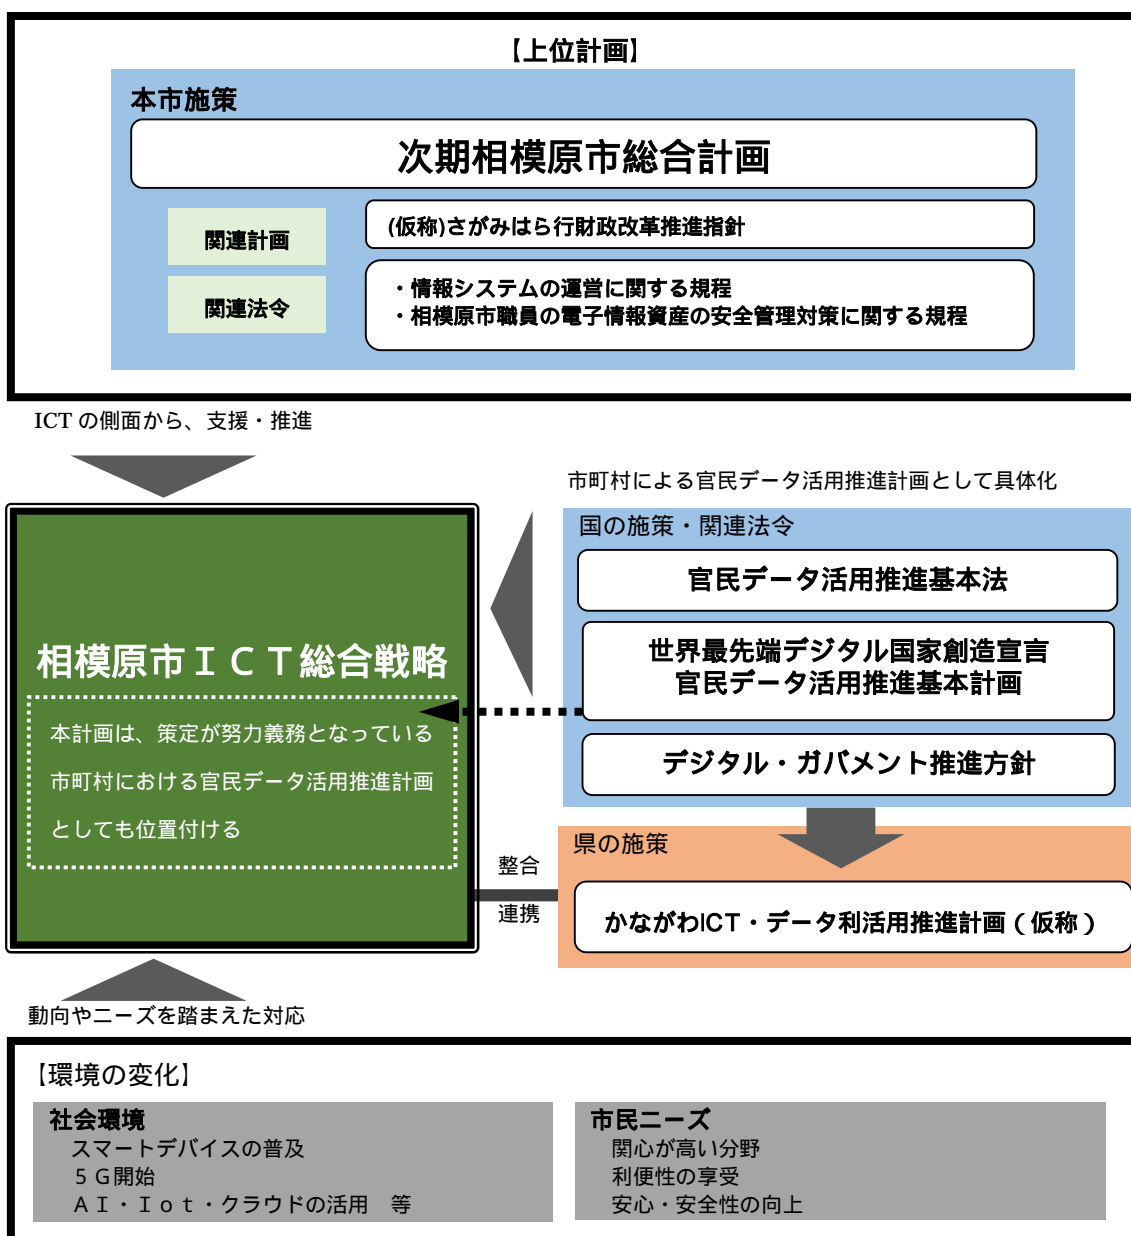 【上位計画】
本市施策
次期相模原市総合計画
関連計画
(仮称)さがみはら行財政改革推進指針
関連法令
・情報システムの運営に関する規程
・相模原市職員の電子情報資産の安全管理対策に関する規程
ICT の側面から、支援・推進
市町村による官民データ活用推進計画として具体化
国の施策・関連法令
官民データ活用推進基本法
世界最先端デジタル国家創造宣言
官民データ活用推進基本計画
デジタル・ガバメント推進方針
相模原市ＩＣＴ総合戦略
本計画は、策定が努力義務となっている
市町村における官民データ活用推進計画
としても位置付ける
整合
連携
県の施策
かながわICT・データ利活用推進計画（仮称）
動向やニーズを踏まえた対応
【環境の変化】
社会環境
スマートデバイスの普及
５Ｇ開始
ＡＩ・Ｉｏｔ・クラウドの活用　等
市民ニーズ
関心が高い分野
利便性の享受
安心・安全性の向上